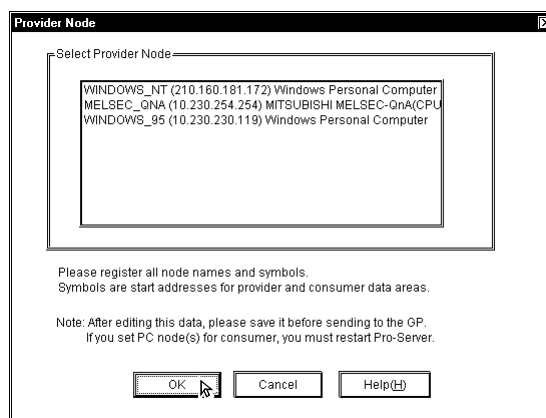 Provider Node
Select Provider Node
WINDOWS_NT (210.160.181.172) Windows Personal Computer
MELSEC_QNA (10.230.254.254) MITSUBISHI MELSEC-QnA(CPU
WINDOWS_95 (10.230.230.119) Windows Personal Computer
Please register all node names and symbols.
Symbols are start addresses for provider and consumer data areas.
Note: After editing this data, please save it before sending to the GP.
If you set PC node(s) for consumer, you must restart Pro-Server.
OK Cancel Help(H)